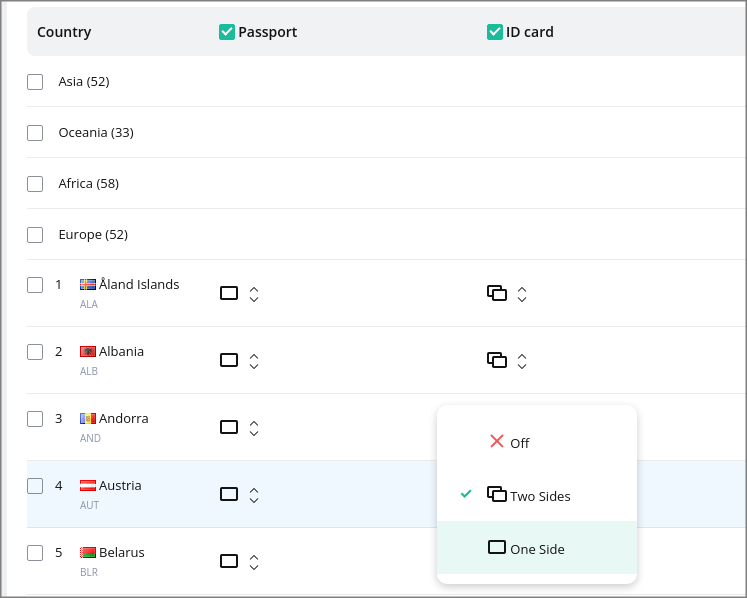 Country Passport ID card
Asia (52)
Oceania (33)
Africa (58)
Europe (52)
1 Åland Islands
ALA
2 Albania
ALB
3 Andorra
AND
Off
4 Austria
AUT
Two Sides
One Side
5 Belarus
BLR